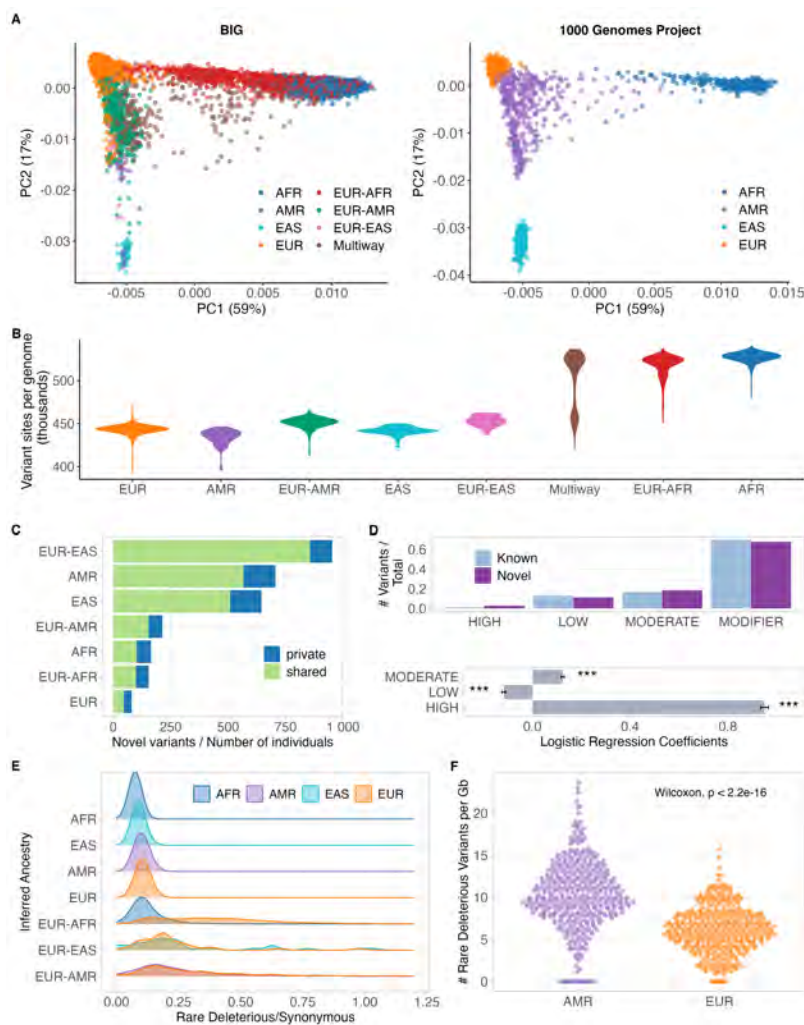 A
BIG
1000 Genomes Project
PC2 (17%)
0.00
-0.01
-0.02
-0.03
-0.005
0.000
0.005
0.010
PC1 (59%)
AFR
AMR
EAS
EUR
EUR-AFR
EUR-AMR
EUR-EAS
Multiway
PC2 (17%)
0.00
-0.01
-0.02
-0.03
-0.04
-0.005
0.000
0.005
0.010
0.015
PC1 (59%)
AFR
AMR
EAS
EUR
B
Variant sites per genome
(thousands)
500
450
400
EUR
AMR
EUR-AMR
EAS
EUR-EAS
Multiway
EUR-AFR
AFR
C
EUR-EAS
AMR
EAS
EUR-AMR
AFR
EUR-AFR
EUR
private
shared
0
250
500
750
1 000
Novel variants / Number of individuals
D
# Variants /
Total
0.6
0.4
0.2
0.0
Known
Novel
HIGH
LOW
MODERATE
MODIFIER
MODERATE
LOW
HIGH
***
***
***
0.0
0.4
0.8
Logistic Regression Coefficients
E
AFR
AMR
EAS
EUR
Inferred Ancestry
AFR
EAS
AMR
EUR
EUR-AFR
EUR-EAS
EUR-AMR
0.00
0.25
0.50
0.75
1.00
1.25
Rare Deleterious/Synonymous
F
Wilcoxon, p < 2.2e-16
# Rare Deleterious Variants per Gb
20
15
10
5
0
AMR
EUR